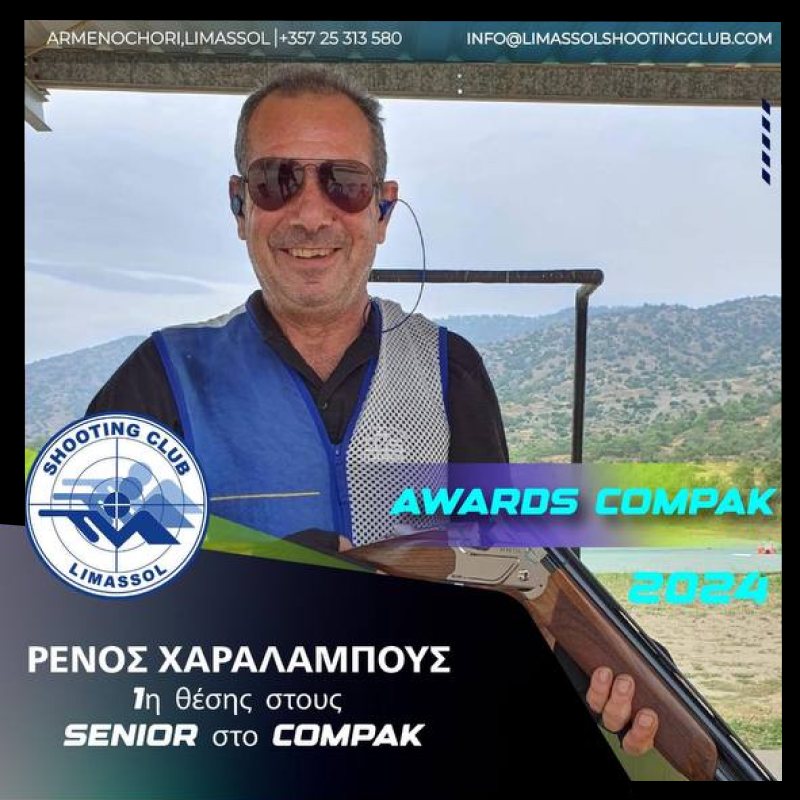 ARMENOCHORI,LIMASSOL |+357 25 313 580
INFO@LIMASSOLSHOOTINGCLUB.COM
SHOOTING CLUB
LIMASSOL
AWARDS COMPAK
2024
ΡΕΝΟΣ ΧΑΡΑΛΑΜΠΟΥΣ
1η θέσης στους
SENIOR στο COMPAK